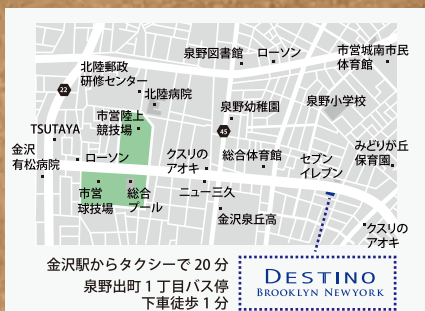 泉野図書館
ローソン
市営城南市民
体育館
北陸郵政
研修センター
22
北陸病院
泉野幼稚園
泉野小学校
市営陸上
競技場
45
TSUTAYA
金沢
有松病院
ローソン
クスリの
アオキ
総合体育館
セブン
イレブン
みどりが丘
保育園
市営
球技場
総合
プール
ニュー三久
金沢泉丘高
クスリの
アオキ
金沢駅からタクシーで 20 分
泉野出町 1 丁目バス停
下車徒歩 1 分
DESTINO
BROOKLYN NEWYORK